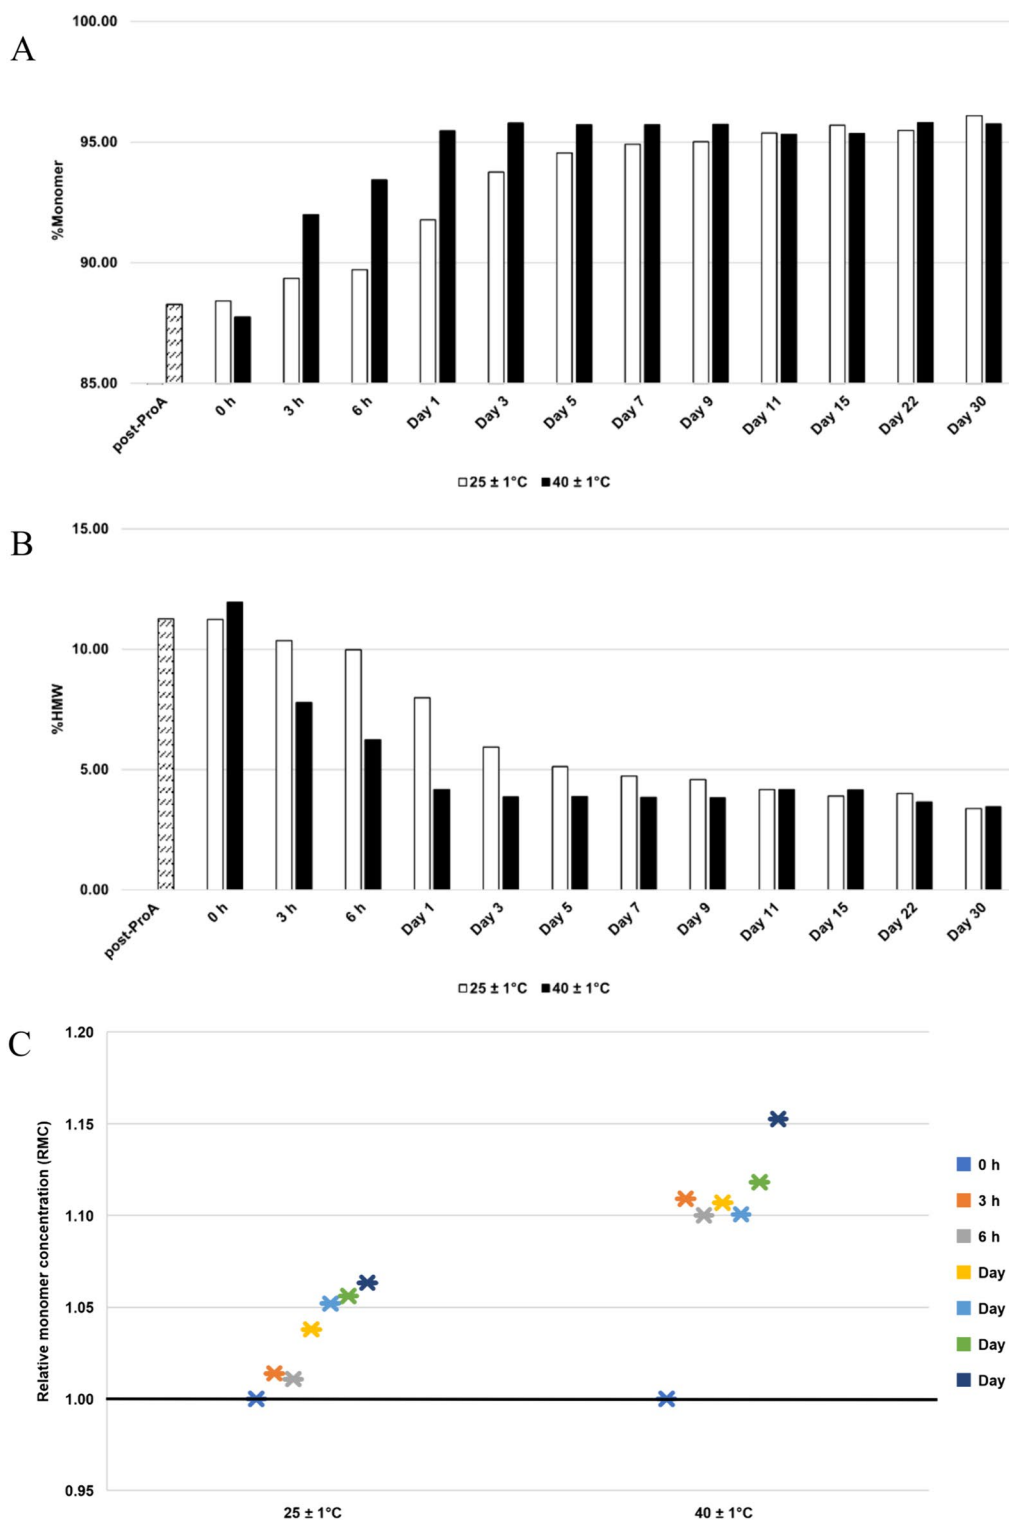 A
100.00
95.00
90.00
85.00
%Monomer
post-ProA 0 h 3 h 6 h Day 1 Day 3 Day 5 Day 7 Day 9 Day 11 Day 15 Day 22 Day 30
25 ± 1°C 40 ± 1°C
B
15.00
10.00
5.00
0.00
%HMW
post-ProA 0 h 3 h 6 h Day 1 Day 3 Day 5 Day 7 Day 9 Day 11 Day 15 Day 22 Day 30
25 ± 1°C 40 ± 1°C
C
1.20
1.15
1.10
1.05
1.00
0.95
Relative monomer concentration (RMC)
25 ± 1°C 40 ± 1°C
0 h
3 h
6 h
Day
Day
Day
Day